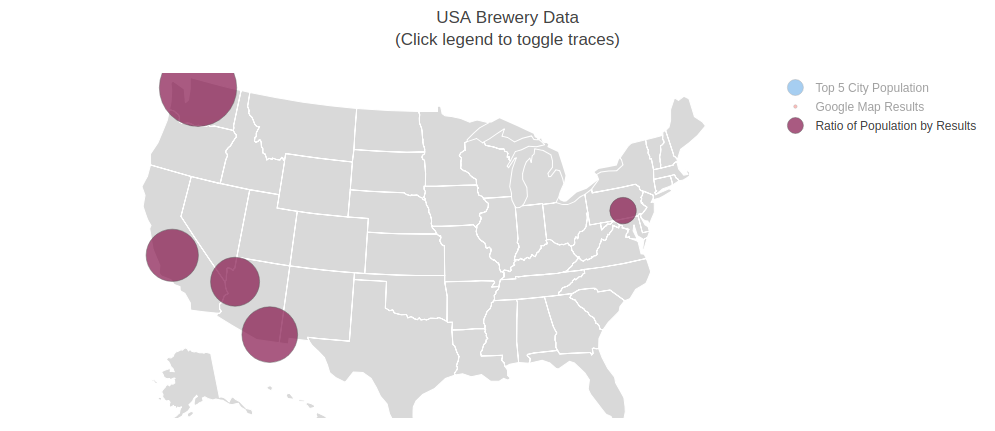 USA Brewery Data
(Click legend to toggle traces)
Top 5 City Population
Google Map Results
Ratio of Population by Results